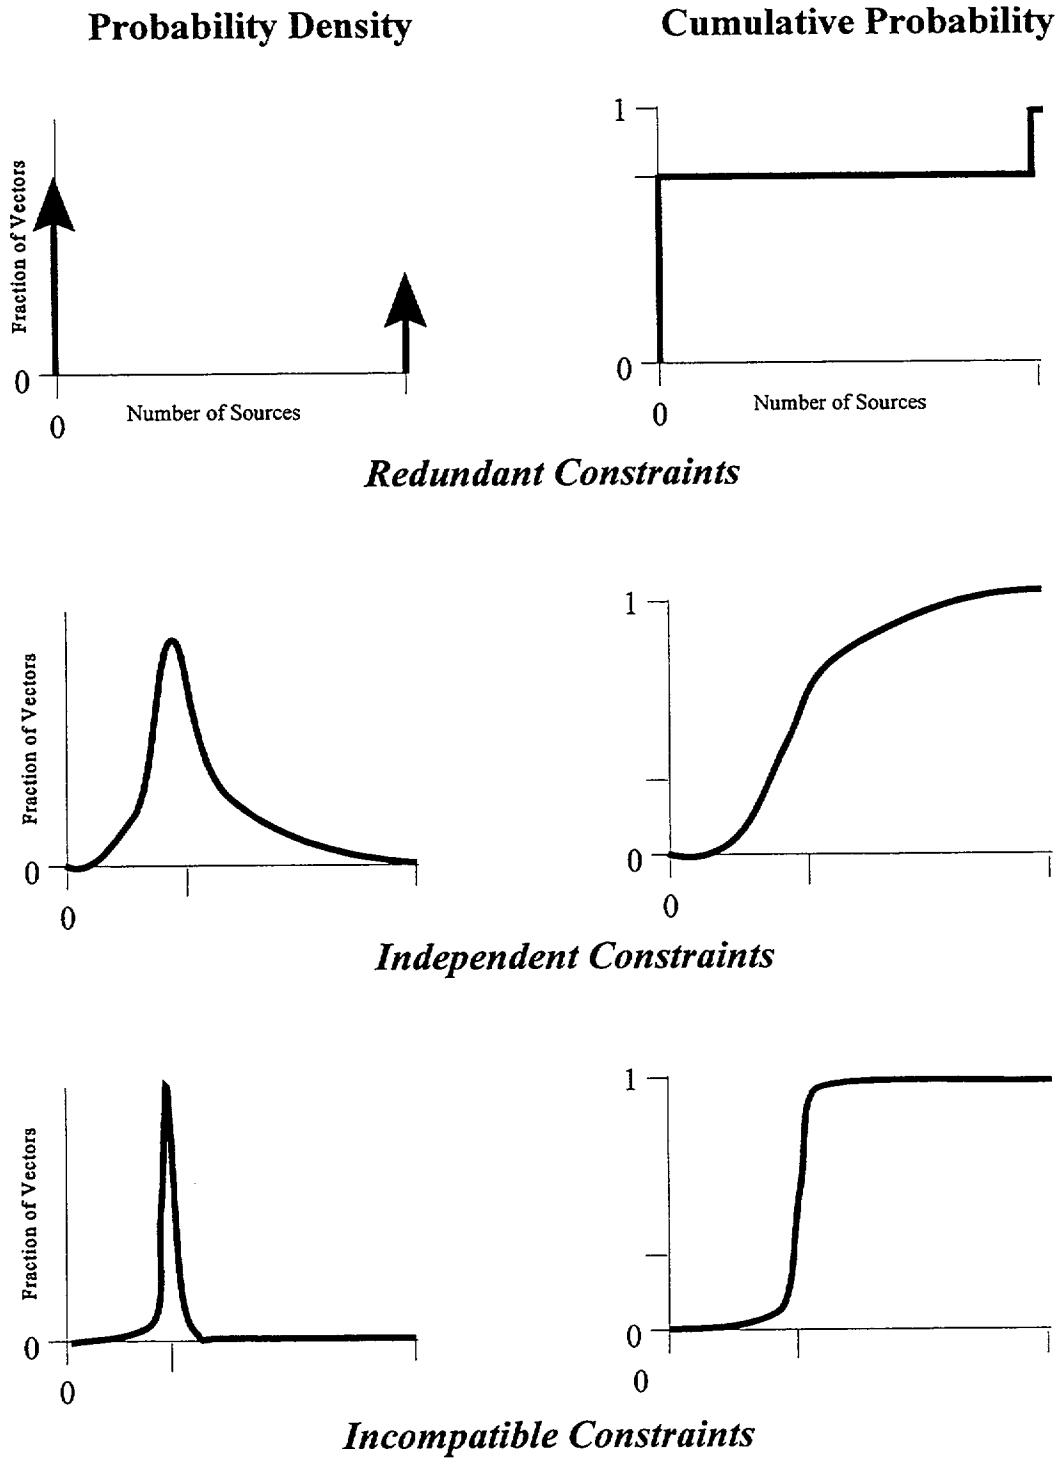 Probability Density
Cumulative Probability
Fraction of Vectors
0
0
Number of Sources
1
0
0
Number of Sources
Redundant Constraints
Fraction of Vectors
0
0
1
0
0
Independent Constraints
Fraction of Vectors
0
0
1
0
0
Incompatible Constraints